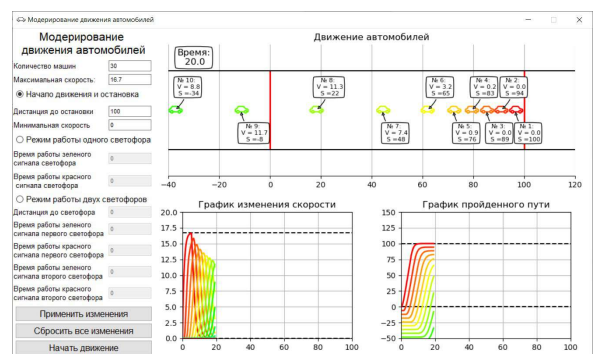 Модерирование движения автомобилей
Модерирование
движения автомобилей
Количество машин 30
Максимальная скорость: 16.7
Начало движения и остановка
Дистанция до остановки 100
Минимальная скорость 0
Режим работы одного светофора
Время работы зеленого
сигнала светофора 0
Время работы красного
сигнала светофора 0
Режим работы двух светофоров
Дистанция до светофора 0
Время работы зеленого
сигнала первого светофора 0
Время работы красного
сигнала первого светофора 0
Время работы зеленого
сигнала второго светофора 0
Время работы красного
сигнала второго светофора 0
Применить изменения
Сбросить все изменения
Начать движение
Движение автомобилей
Время:
20.0
№ 10:
V = 8.8
S =-34
№ 9:
V = 11.7
S =-8
№ 8:
V = 11.3
S =22
№ 7:
V = 7.4
S =48
№ 6:
V = 3.2
S =65
№ 5:
V = 0.9
S =76
№ 4:
V = 0.2
S =83
№ 3:
V = 0.0
S =89
№ 2:
V = 0.0
S =94
№ 1:
V = 0.0
S =100
−40 −20 0 20 40 60 80 100 120
График изменения скорости
20.0
17.5
15.0
12.5
10.0
7.5
5.0
2.5
0.0
0 20 40 60 80 100
График пройденного пути
150
125
100
75
50
25
0
−25
−50
0 20 40 60 80 100